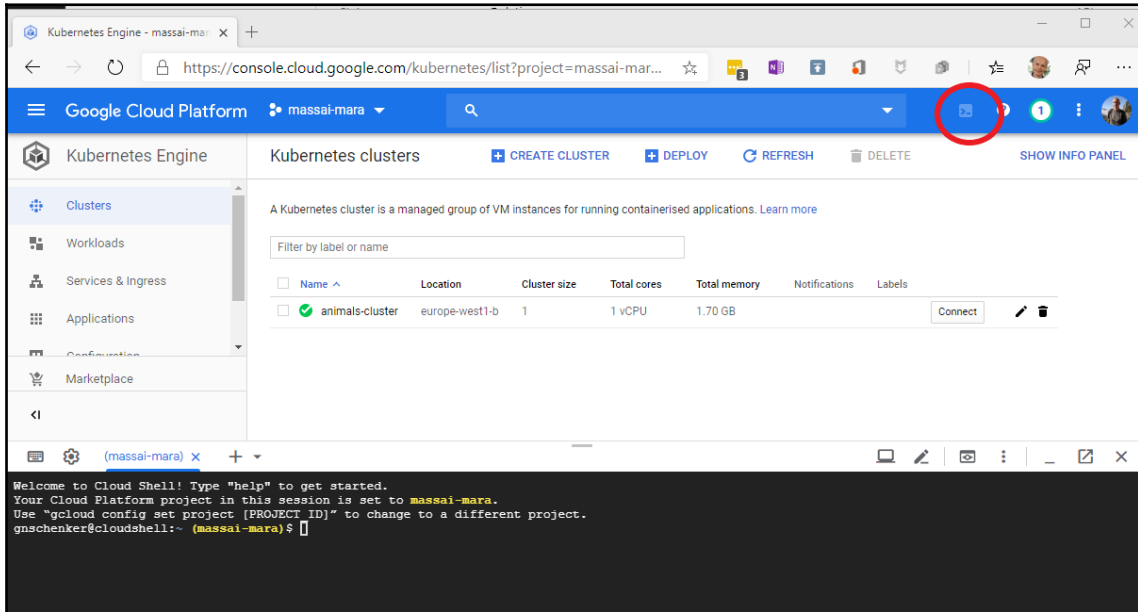 Kubernetes Engine - massai-mar
https://console.cloud.google.com/kubernetes/list?project=massai-mar...
3
Google Cloud Platform massai-mara 1
Kubernetes Engine Kubernetes clusters CREATE CLUSTER DEPLOY REFRESH DELETE SHOW INFO PANEL
Clusters
A Kubernetes cluster is a managed group of VM instances for running containerised applications. Learn more
Workloads
Filter by label or name
Services & Ingress
Name Location Cluster size Total cores Total memory Notifications Labels
animals-cluster europe-west1-b 1 1 vCPU 1.70 GB Connect
Applications
Configuration
Marketplace
(massai-mara)
Welcome to Cloud Shell! Type "help" to get started.
Your Cloud Platform project in this session is set to massai-mara.
Use “gcloud config set project [PROJECT ID]” to change to a different project.
gnschenker@cloudshell:~ (massai-mara)$